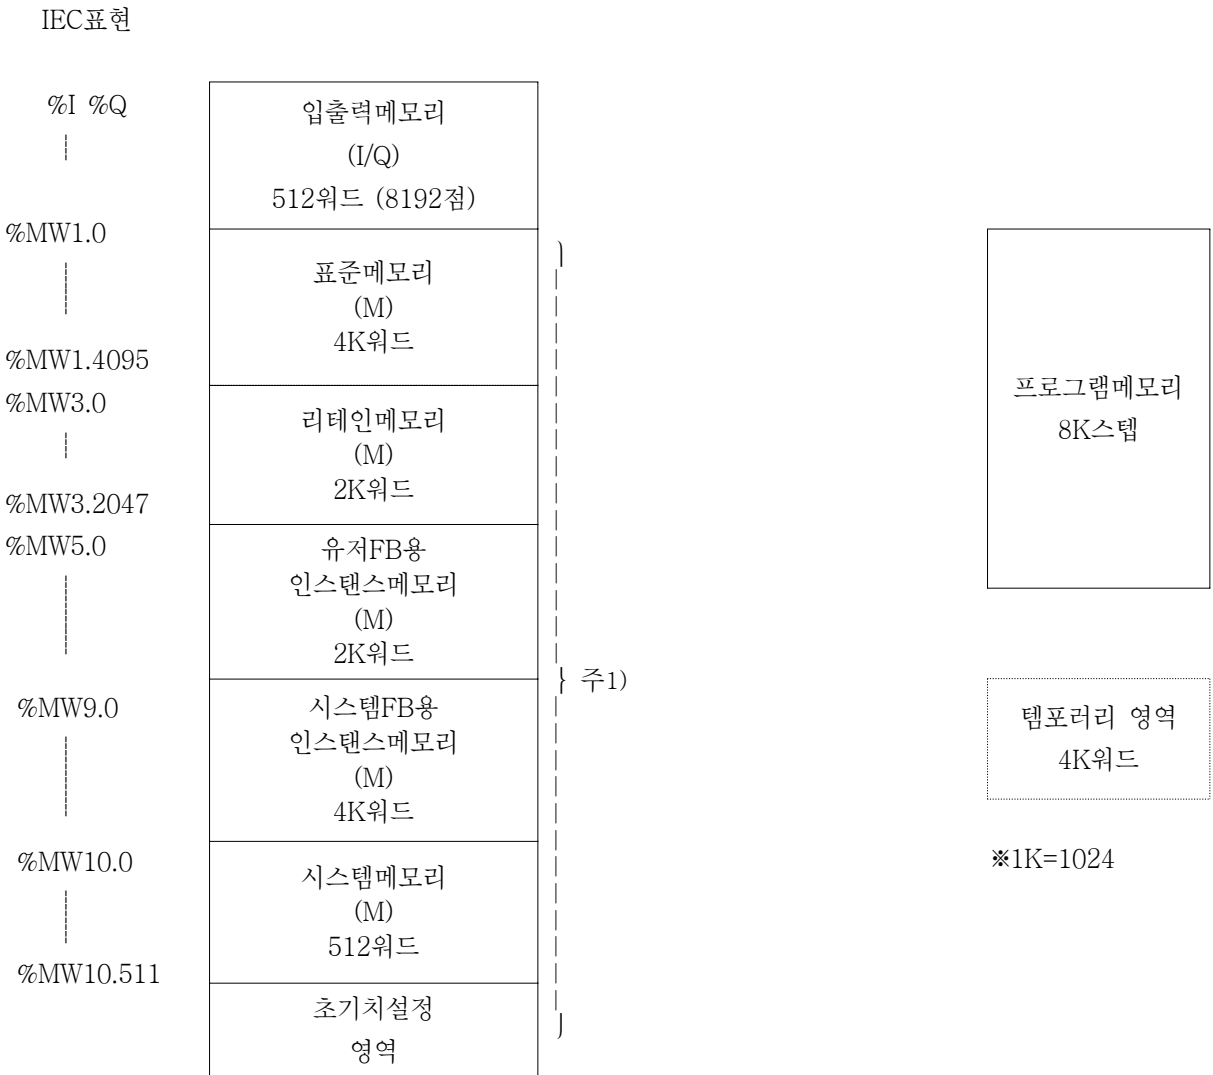 IEC표현
%I %Q
입출력메모리
(I/Q)
512워드 (8192점)
%MW1.0
표준메모리
(M)
4K워드
%MW1.4095
%MW3.0
리테인메모리
(M)
2K워드
%MW3.2047
%MW5.0
유저FB용
인스탠스메모리
(M)
2K워드
%MW9.0
시스템FB용
인스탠스메모리
(M)
4K워드
%MW10.0
시스템메모리
(M)
512워드
%MW10.511
초기치설정
영역
주1)
프로그램메모리
8K스텝
템포러리 영역
4K워드
※1K=1024